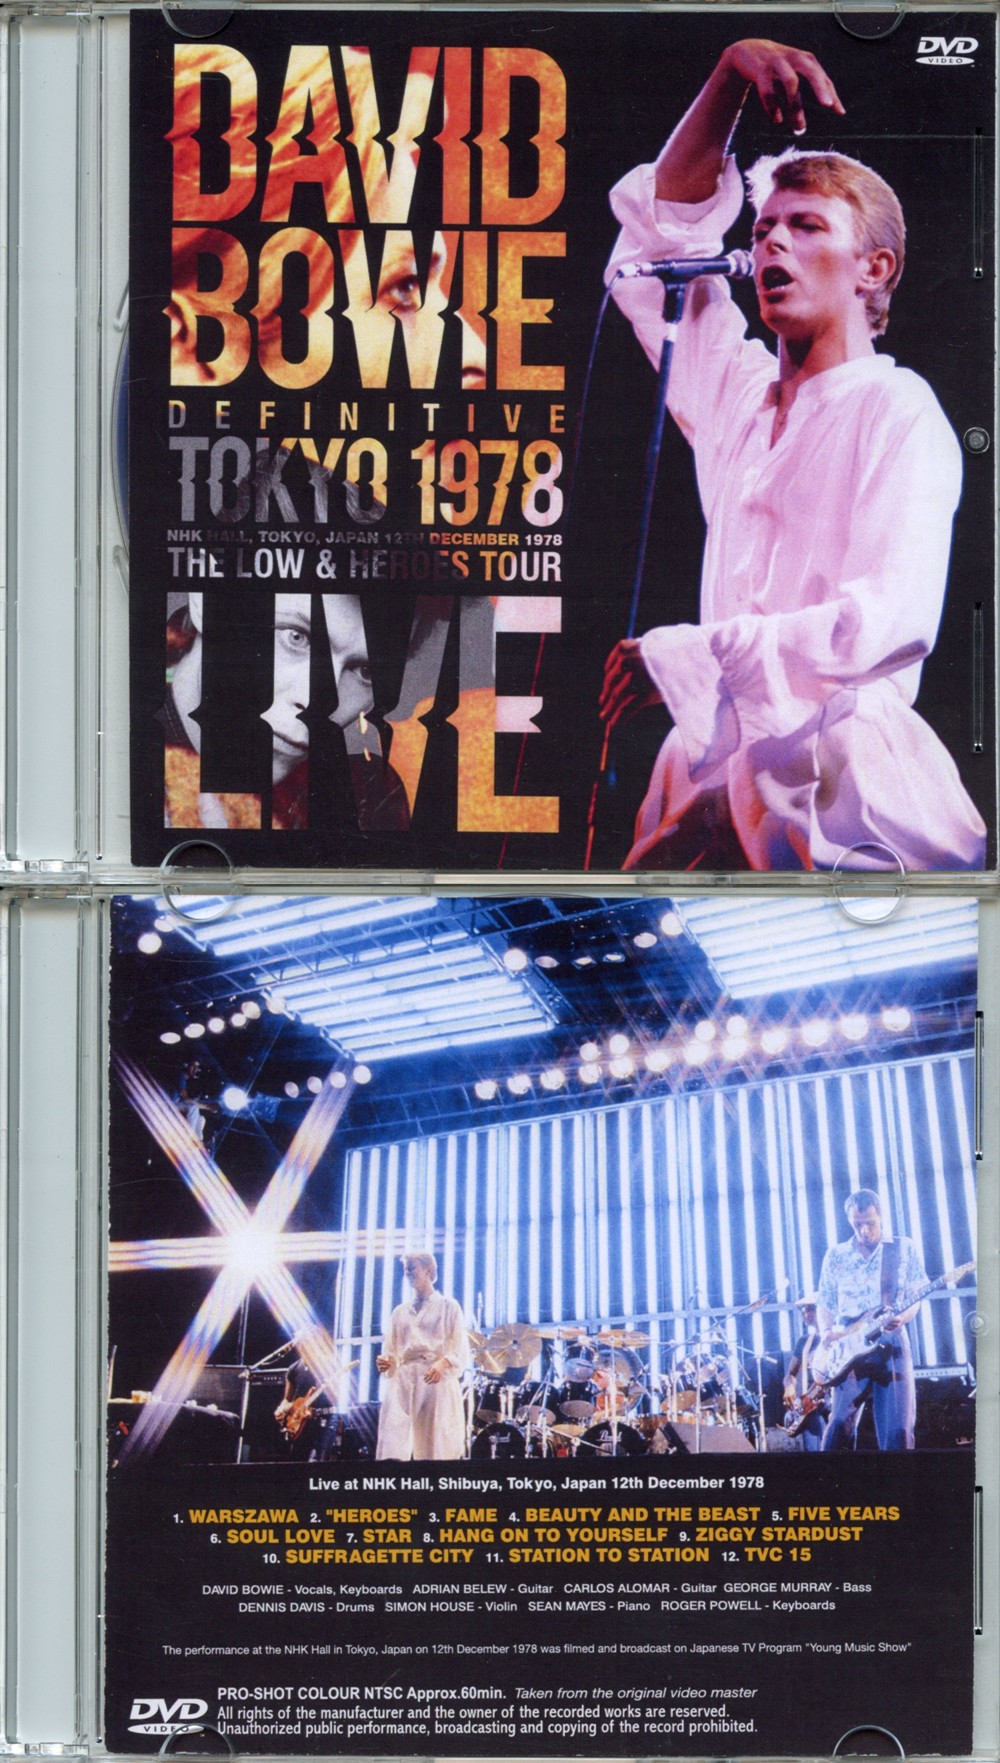 DVD
VIDEO
DAVID
BOWIE
DEFINITIVE
TOKYO 1978
NHK HALL, TOKYO, JAPAN 12TH DECEMBER 1978
THE LOW & HEROES TOUR
LIVE
Live at NHK Hall, Shibuya, Tokyo, Japan 12th December 1978
1. WARSZAWA 2. "HEROES" 3. FAME 4. BEAUTY AND THE BEAST 5. FIVE YEARS
6. SOUL LOVE 7. STAR 8. HANG ON TO YOURSELF 9. ZIGGY STARDUST
10. SUFFRAGETTE CITY 11. STATION TO STATION 12. TVC 15
DAVID BOWIE - Vocals, Keyboards ADRIAN BELEW - Guitar CARLOS ALOMAR - Guitar GEORGE MURRAY - Bass
DENNIS DAVIS - Drums SIMON HOUSE - Violin SEAN MAYES - Piano ROGER POWELL - Keyboards
The performance at the NHK Hall in Tokyo, Japan on 12th December 1978 was filmed and broadcast on Japanese TV Program "Young Music Show"
DVD
VIDEO
PRO-SHOT COLOUR NTSC Approx.60min. Taken from the original video master
All rights of the manufacturer and the owner of the recorded works are reserved.
Unauthorized public performance, broadcasting and copying of the record prohibited.